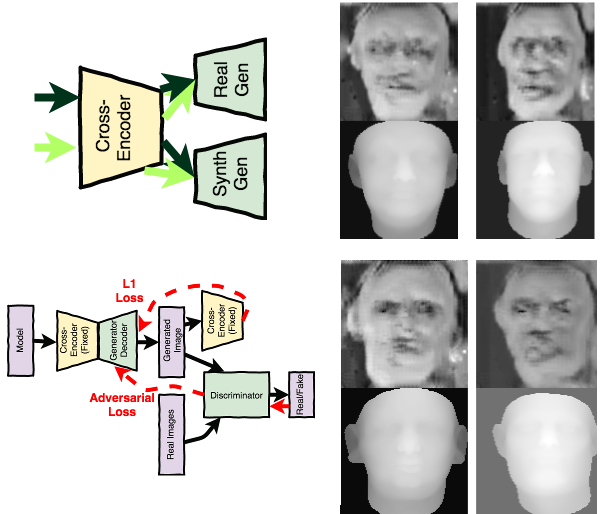 Cross-
Encoder
Real
Gen
Synth
Gen
L1
Loss
Model
Cross-
Encoder
(Fixed)
Generator
Decoder
Generated
Image
Cross-
Encoder
(Fixed)
Adversarial
Loss
Real Images
Discriminator
Real/Fake